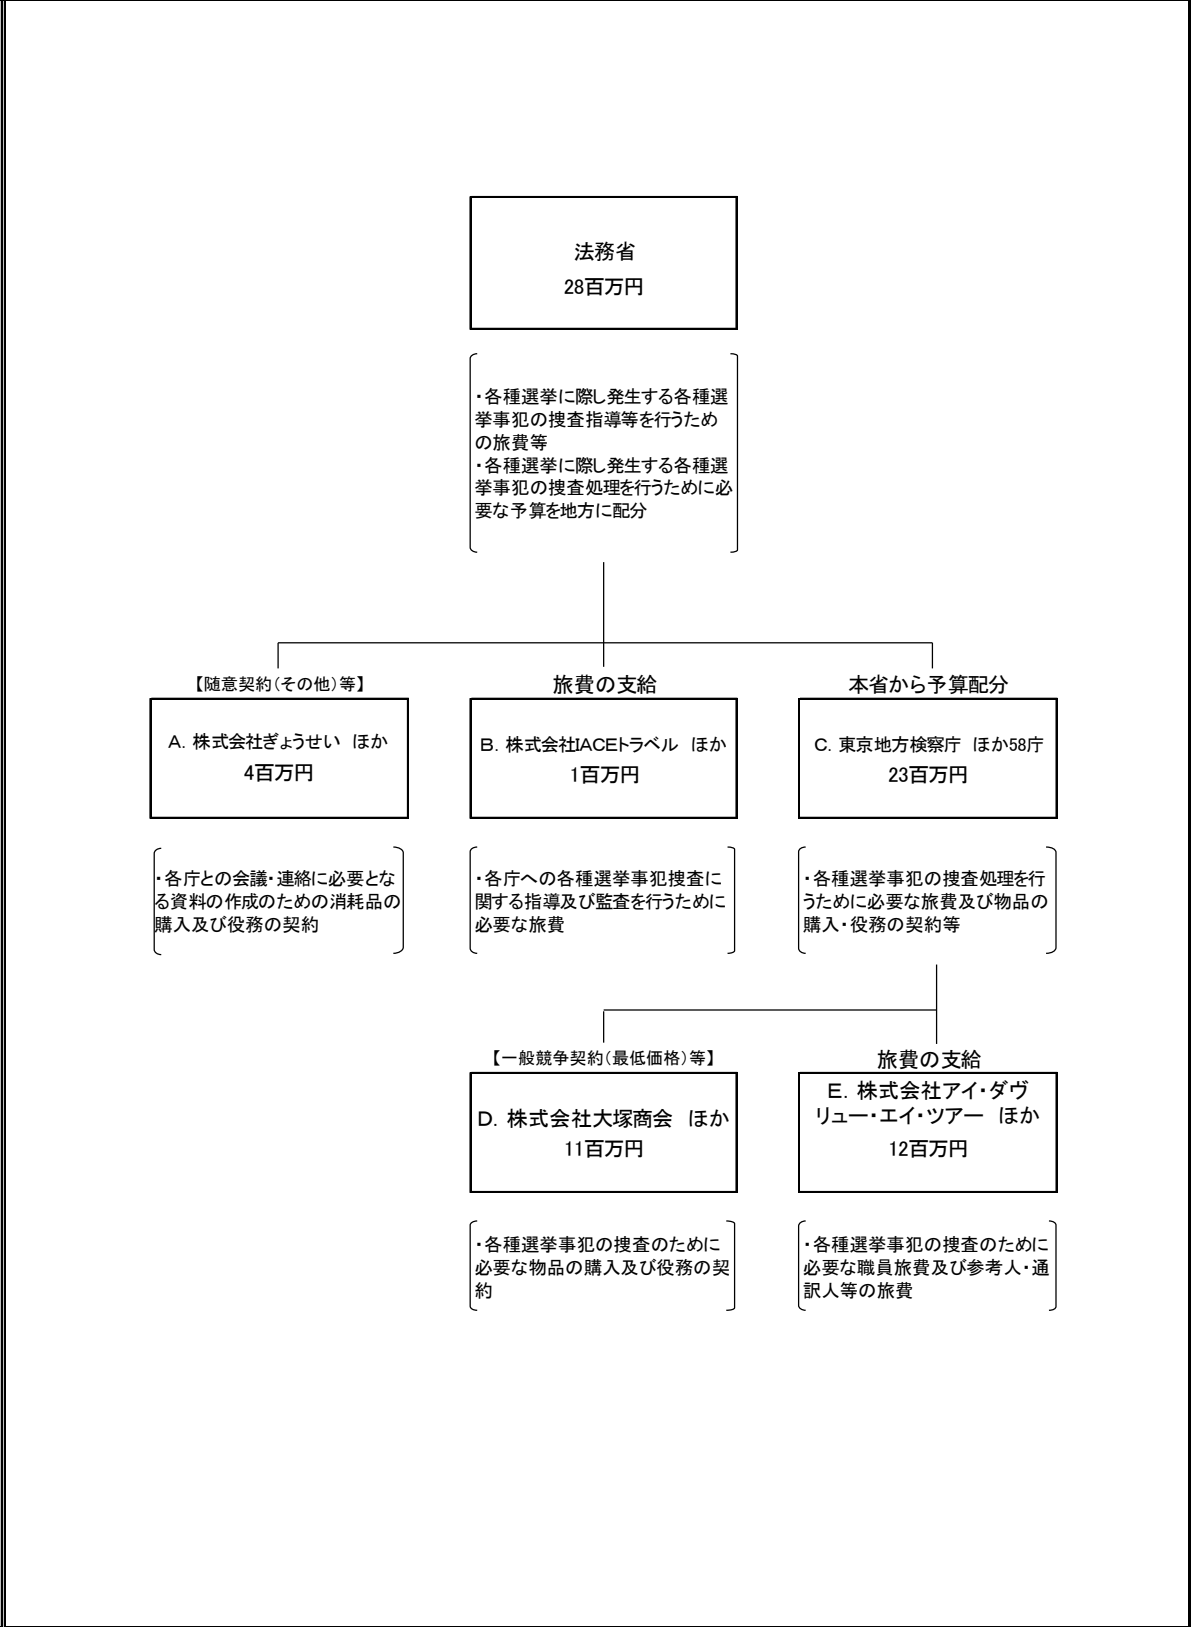 法務省
28百万円
・各種選挙に際し発生する各種選
挙事犯の捜査指導等を行うため
の旅費等
・各種選挙に際し発生する各種選
挙事犯の捜査処理を行うために必
要な予算を地方に配分
【随意契約（その他）等】
A．株式会社ぎょうせい　ほか
4百万円
・各庁との会議・連絡に必要とな
る資料の作成のための消耗品の
購入及び役務の契約
旅費の支給
B．株式会社IACEトラベル　ほか
1百万円
・各庁への各種選挙事犯捜査に
関する指導及び監査を行うために
必要な旅費
本省から予算配分
C．東京地方検察庁　ほか58庁
23百万円
・各種選挙事犯の捜査処理を行
うために必要な旅費及び物品の
購入・役務の契約等
【一般競争契約（最低価格）等】
D．株式会社大塚商会　ほか
11百万円
・各種選挙事犯の捜査のために
必要な物品の購入及び役務の契
約
旅費の支給
E．株式会社アイ・ダヴ
リュー・エイ・ツアー　ほか
12百万円
・各種選挙事犯の捜査のために
必要な職員旅費及び参考人・通
訳人等の旅費